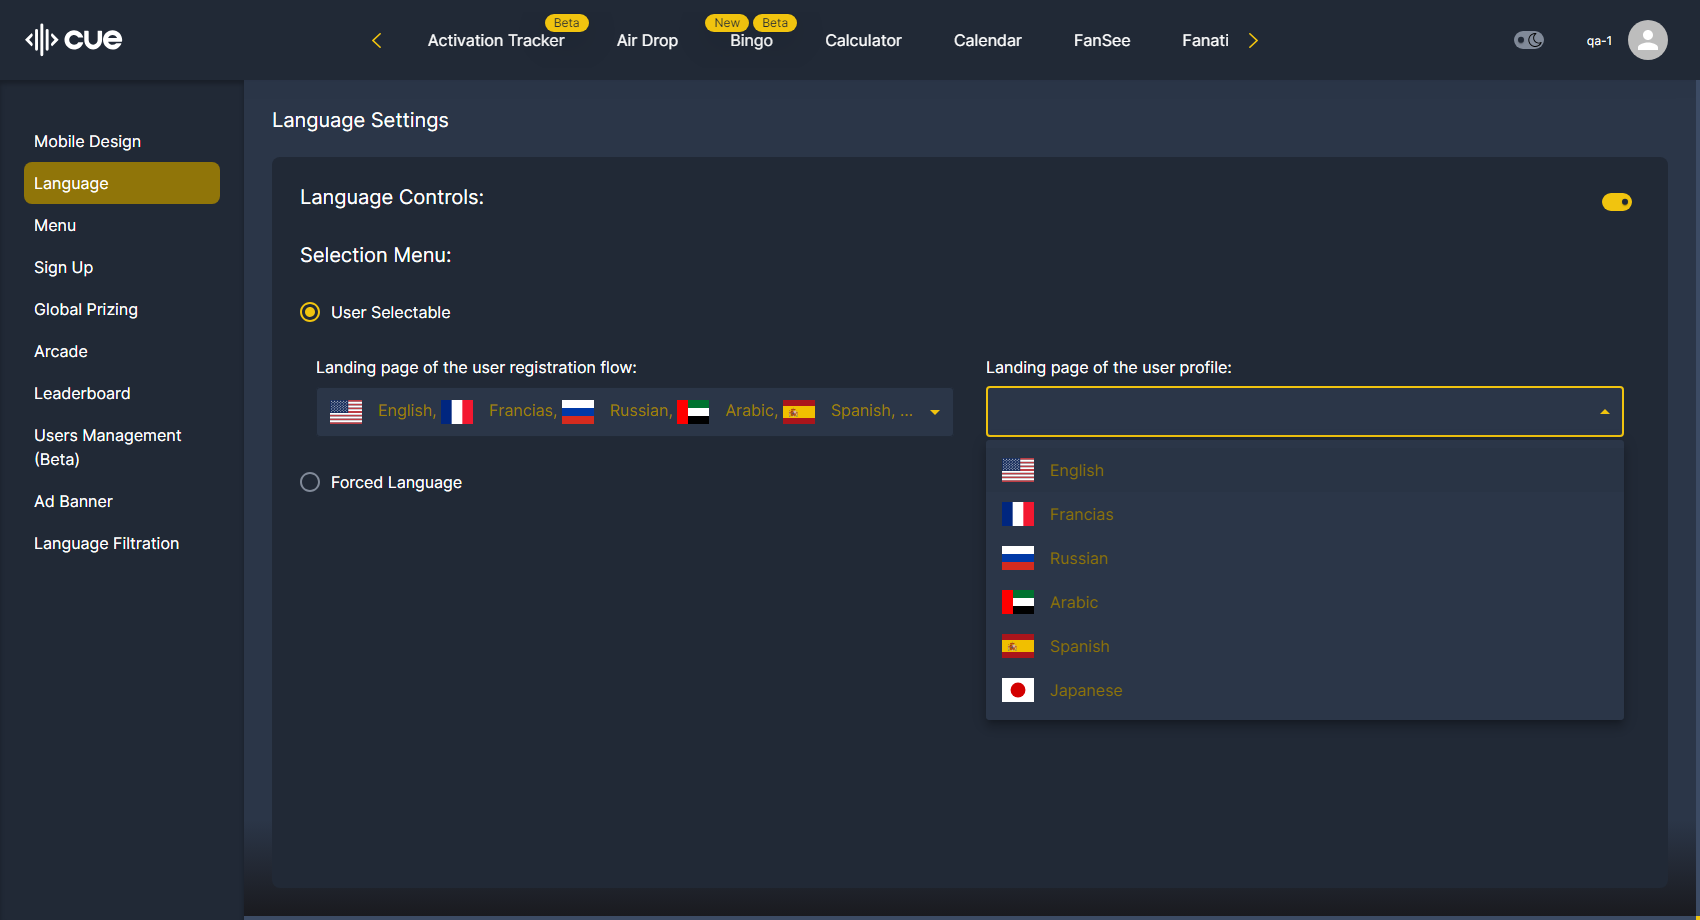 cue
Activation Tracker
Beta
Air Drop
New
Beta
Bingo
Calculator
Calendar
FanSee
Fanati
qa-1
Mobile Design
Language
Menu
Sign Up
Global Prizing
Arcade
Leaderboard
Users Management
(Beta)
Ad Banner
Language Filtration
Language Settings
Language Controls:
Selection Menu:
User Selectable
Landing page of the user registration flow:
English, Francias, Russian, Arabic, Spanish, ...
Forced Language
Landing page of the user profile:
English
Francias
Russian
Arabic
Spanish
Japanese